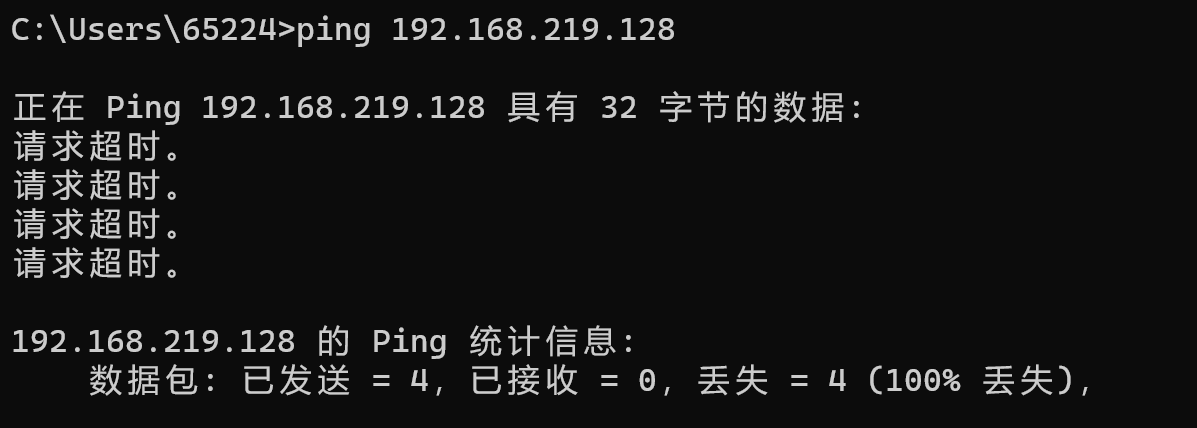 C:\Users\65224>ping 192.168.219.128
正在 Ping 192.168.219.128 具有 32 字节的数据:
请求超时。
请求超时。
请求超时。
请求超时。
192.168.219.128 的 Ping 统计信息:
数据包: 已发送 = 4, 已接收 = 0, 丢失 = 4 (100% 丢失),